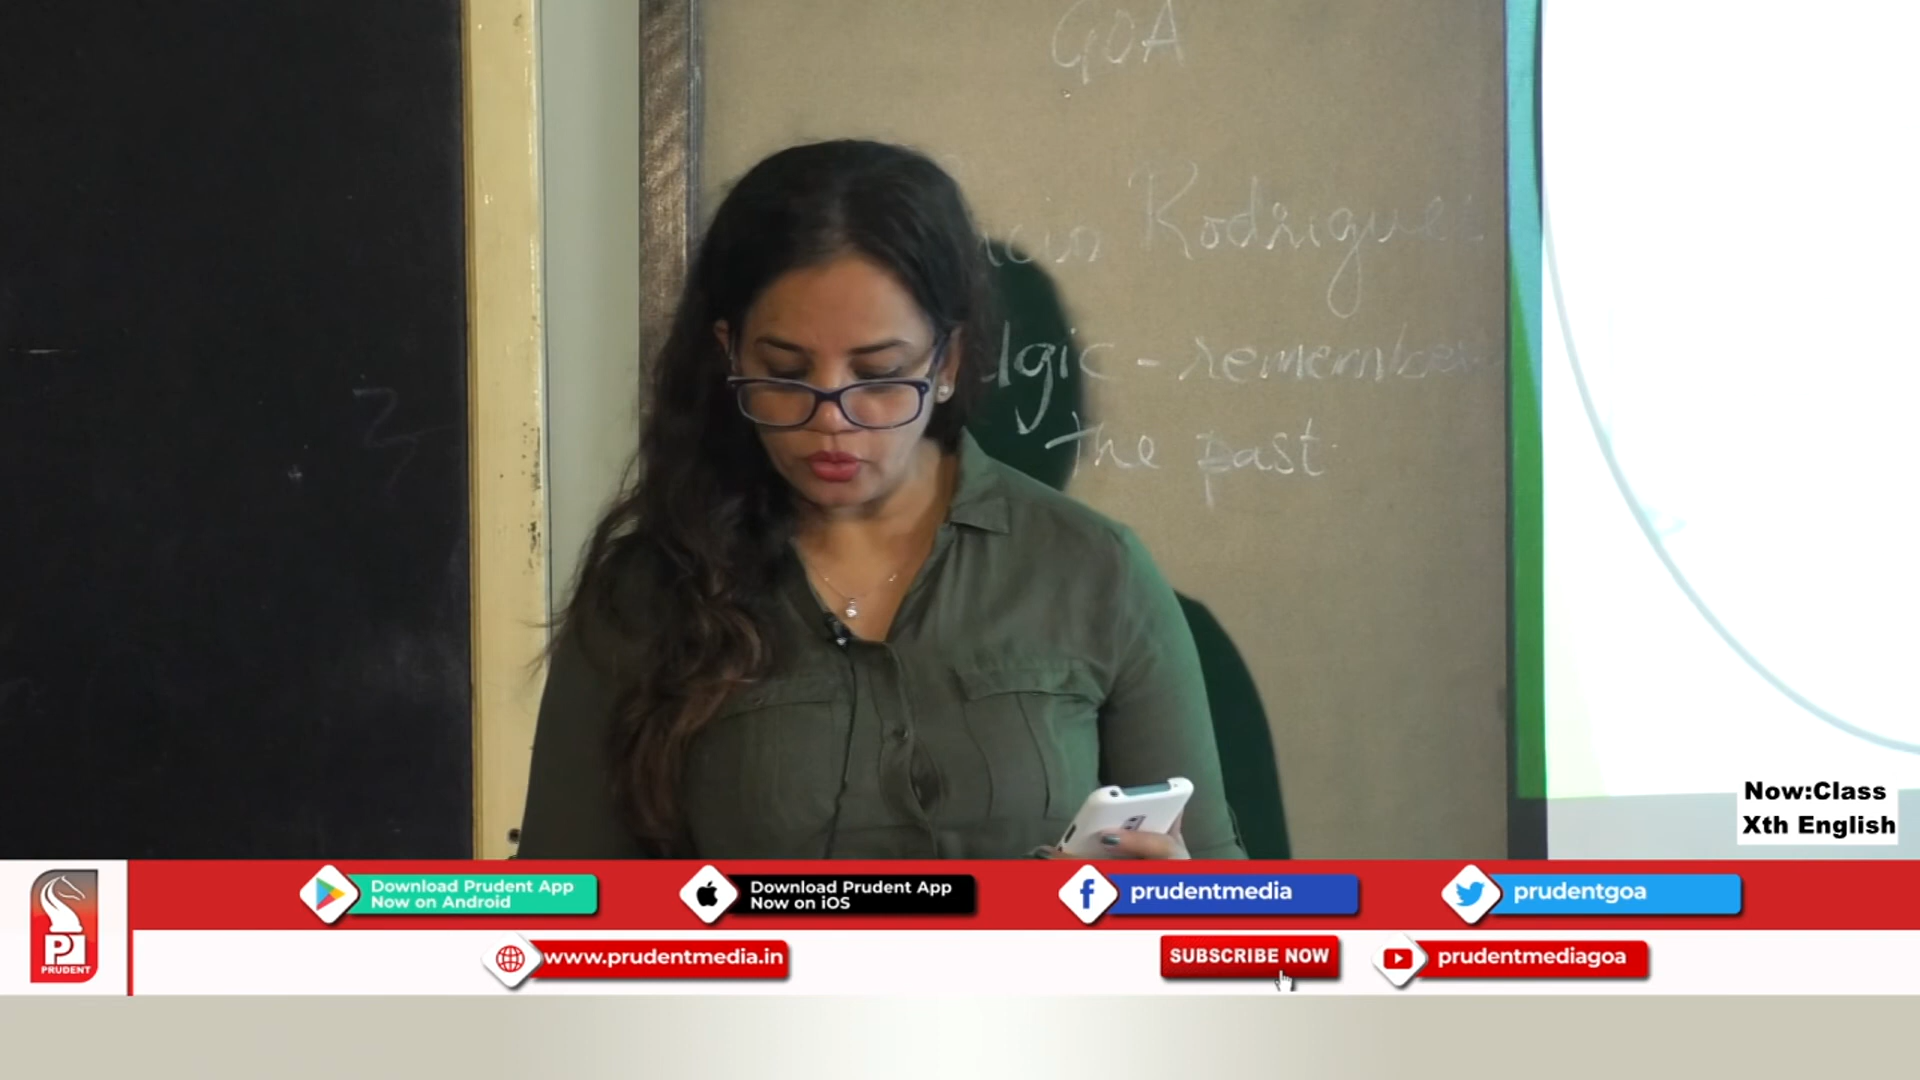 GOA
Rodrigues
lgic - remember
the past
Now:Class
Xth English
Download Prudent App
Now on Android
Download Prudent App
Now on iOS
prudentmedia
prudentgoa
PRUDENT
www.prudentmedia.in
SUBSCRIBE NOW
prudentmediagoa